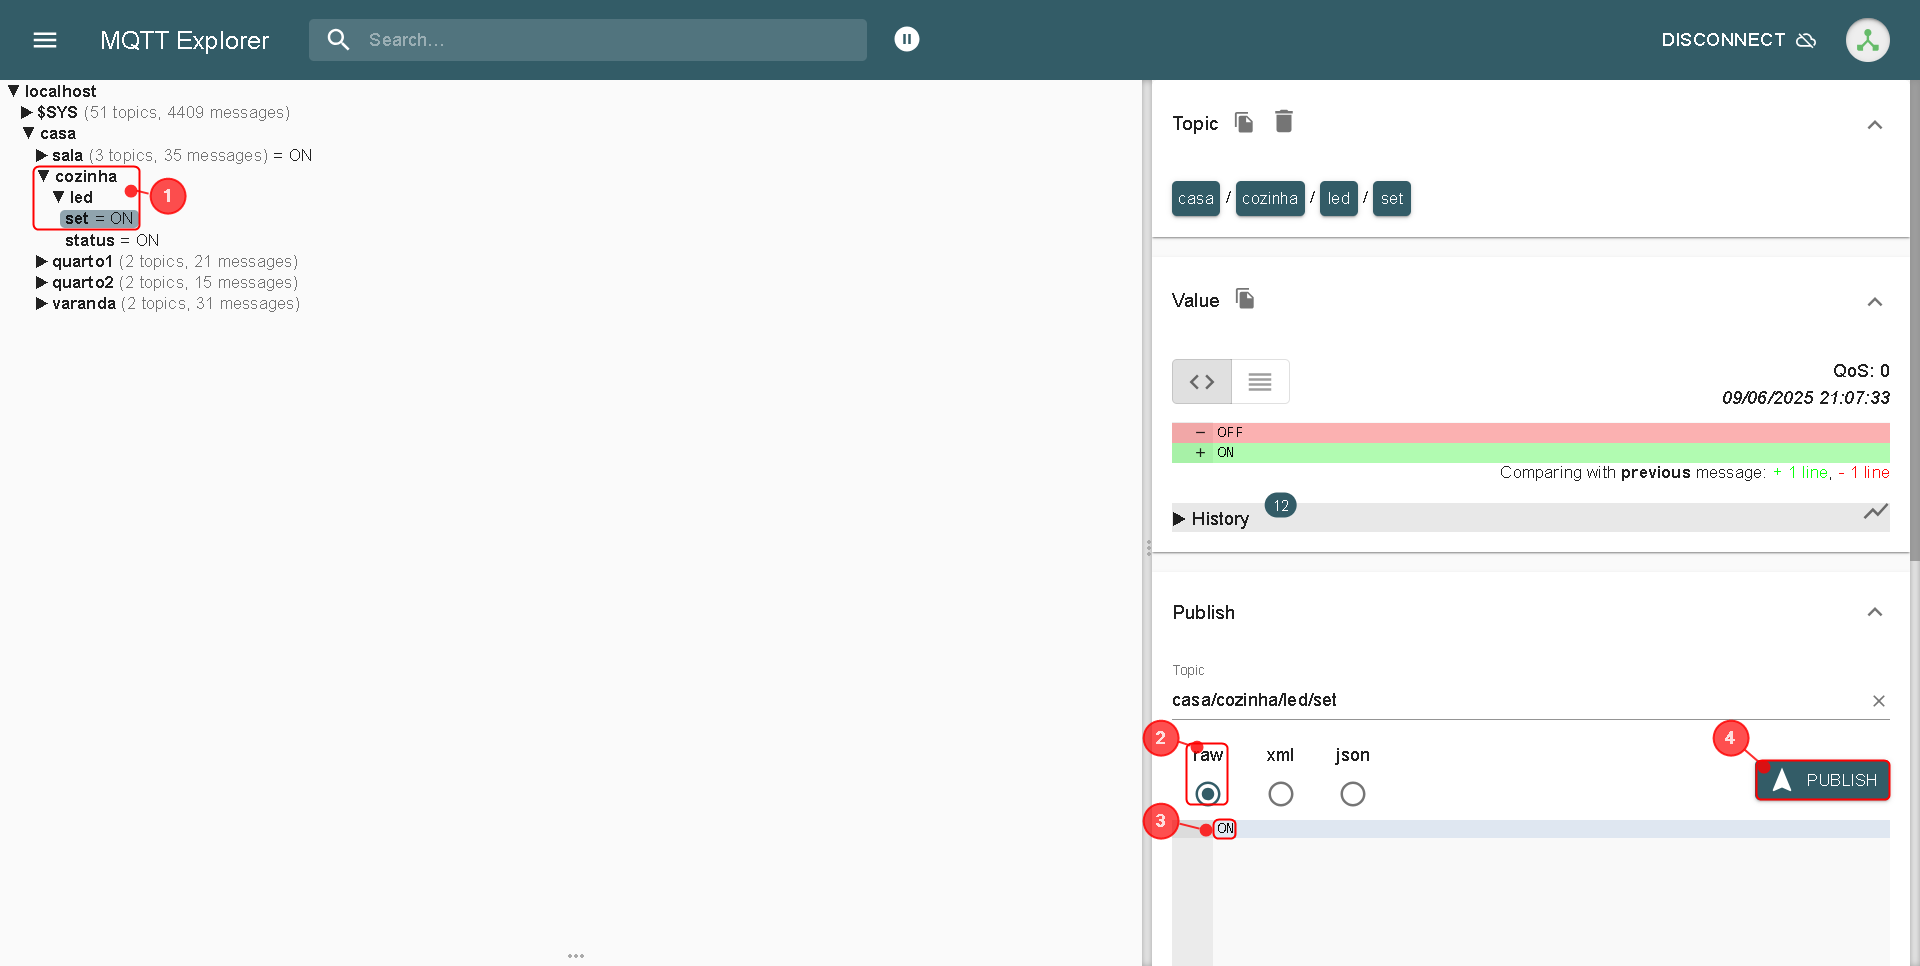 MQTT Explorer
Search...
DISCONNECT
▼ localhost
▶ $SYS (51 topics, 4409 messages)
▼ casa
▶ sala (3 topics, 35 messages) = ON
▼ cozinha
1
▼ led
set = ON
status = ON
▶ quarto1 (2 topics, 21 messages)
▶ quarto2 (2 topics, 15 messages)
▶ varanda (2 topics, 31 messages)
Topic
casa / cozinha / led / set
Value
QoS: 0
09/06/2025 21:07:33
- OFF
+ ON
Comparing with previous message: + 1 line, - 1 line
▶ History 12
Publish
Topic
casa/cozinha/led/set
2
raw xml json
4
PUBLISH
3
ON